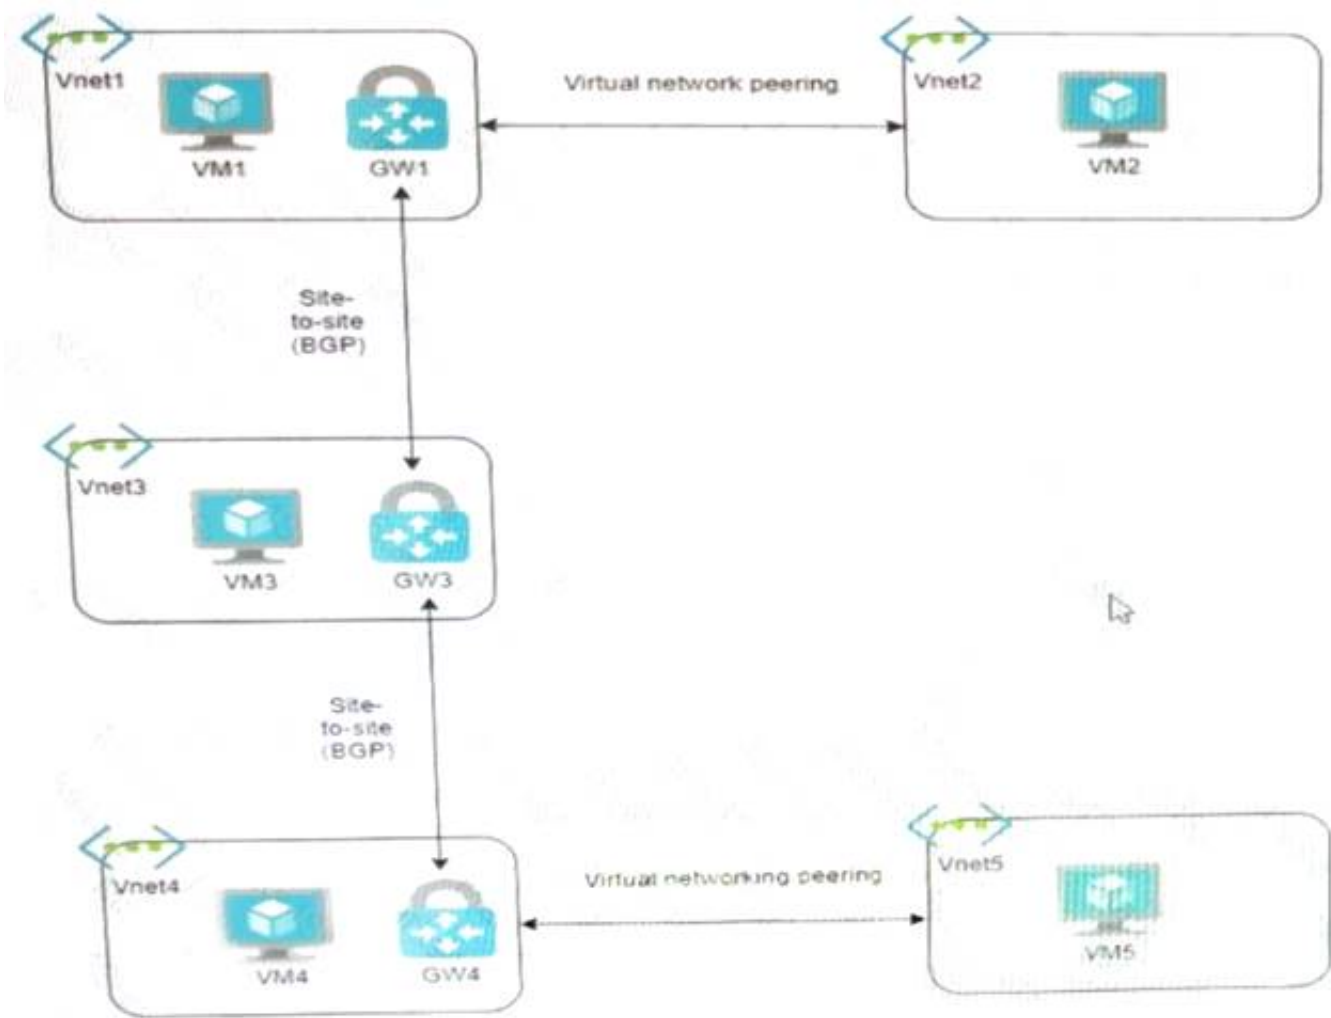 Vnet1
VM1
GW1
Virtual network peering
Vnet2
VM2
Site-
to-site
(BGP)
Vnet3
VM3
GW3
Site-
to-site
(BGP)
Vnet4
VM4
GW4
Virtual networking peering
Vnet5
VM5